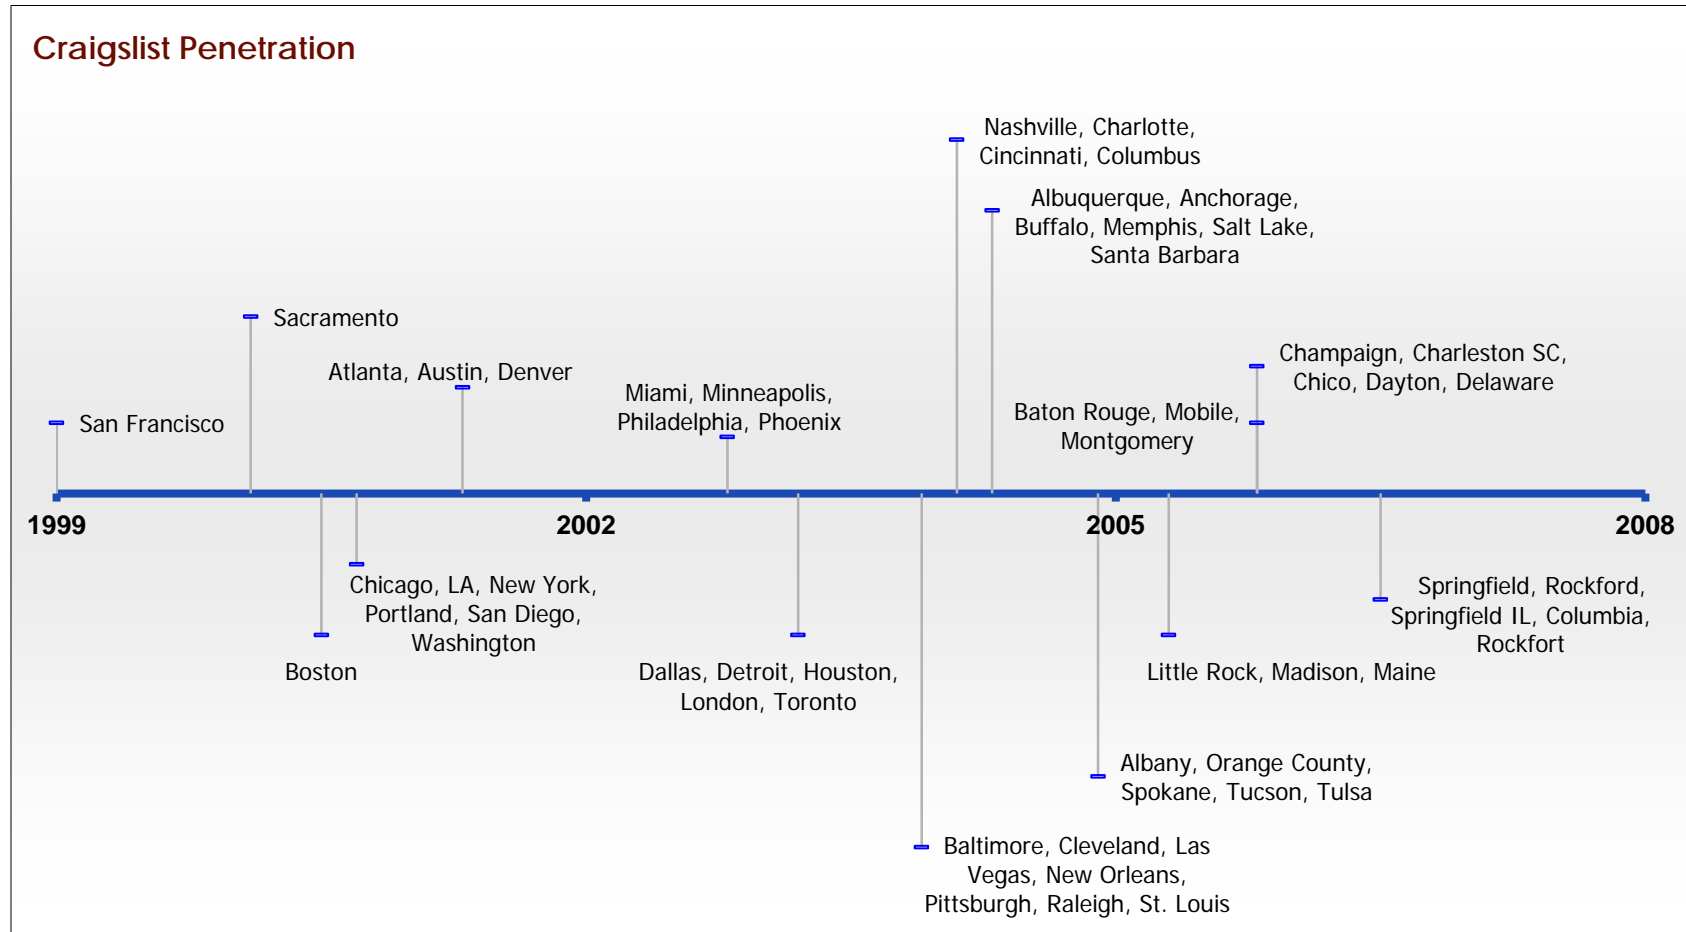 Craigslist Penetration
Nashville, Charlotte,
Cincinnati, Columbus
Albuquerque, Anchorage,
Buffalo, Memphis, Salt Lake,
Santa Barbara
Sacramento
Atlanta, Austin, Denver
Champaign, Charleston SC,
Chico, Dayton, Delaware
Miami, Minneapolis,
Philadelphia, Phoenix
Baton Rouge, Mobile,
Montgomery
San Francisco
1999
2002
2005
2008
Chicago, LA, New York,
Portland, San Diego,
Washington
Springfield, Rockford,
Springfield IL, Columbia,
Rockfort
Boston
Dallas, Detroit, Houston,
London, Toronto
Little Rock, Madison, Maine
Albany, Orange County,
Spokane, Tucson, Tulsa
Baltimore, Cleveland, Las
Vegas, New Orleans,
Pittsburgh, Raleigh, St. Louis